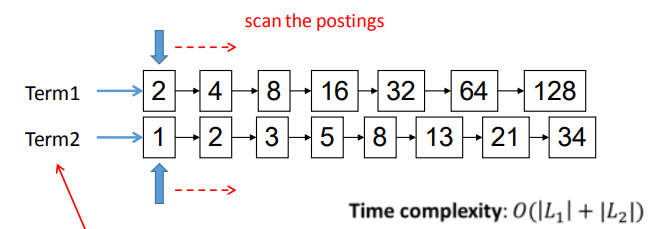 scan the postings
Term1 2 4 8 16 32 64 128
Term2 1 2 3 5 8 13 21 34
Time complexity: O(|L₁| + |L₂|)